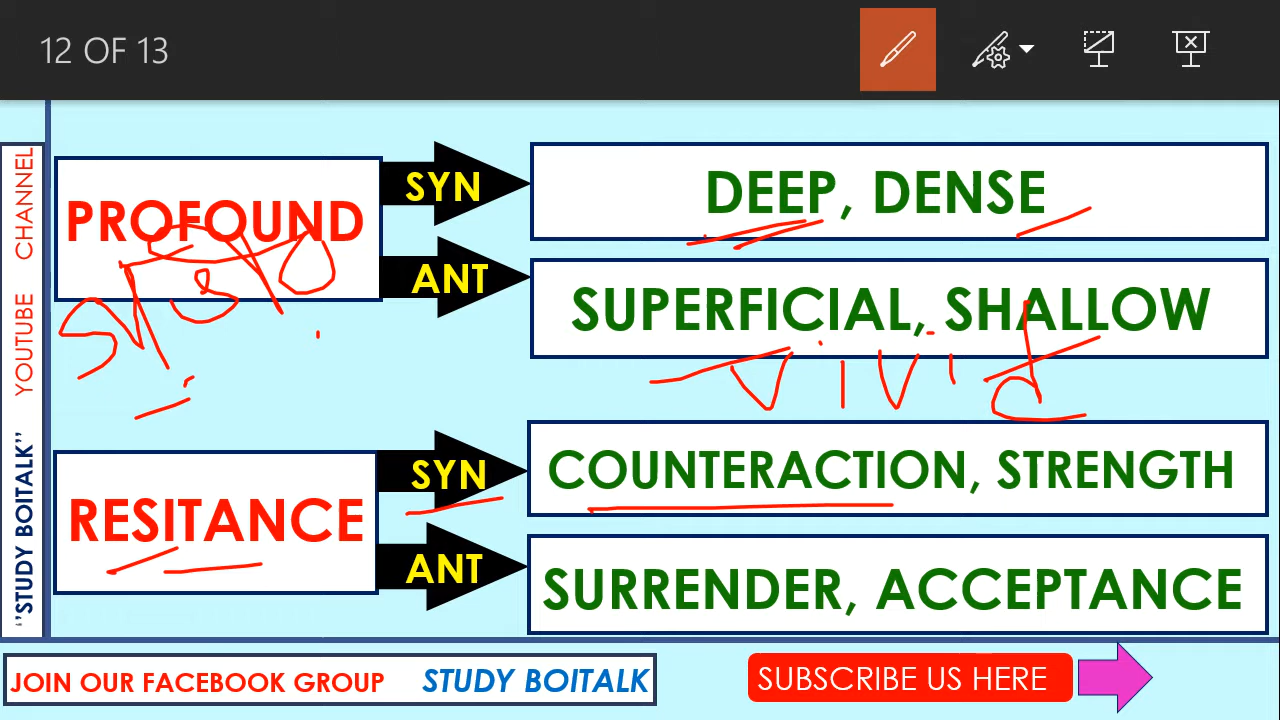 12 OF 13
PROFOUND
SYN
DEEP, DENSE
ANT
SUPERFICIAL, SHALLOW
vivid
RESITANCE
SYN
COUNTERACTION, STRENGTH
ANT
SURRENDER, ACCEPTANCE
"STUDY BOITALK" YOUTUBE CHANNEL
JOIN OUR FACEBOOK GROUP STUDY BOITALK
SUBSCRIBE US HERE